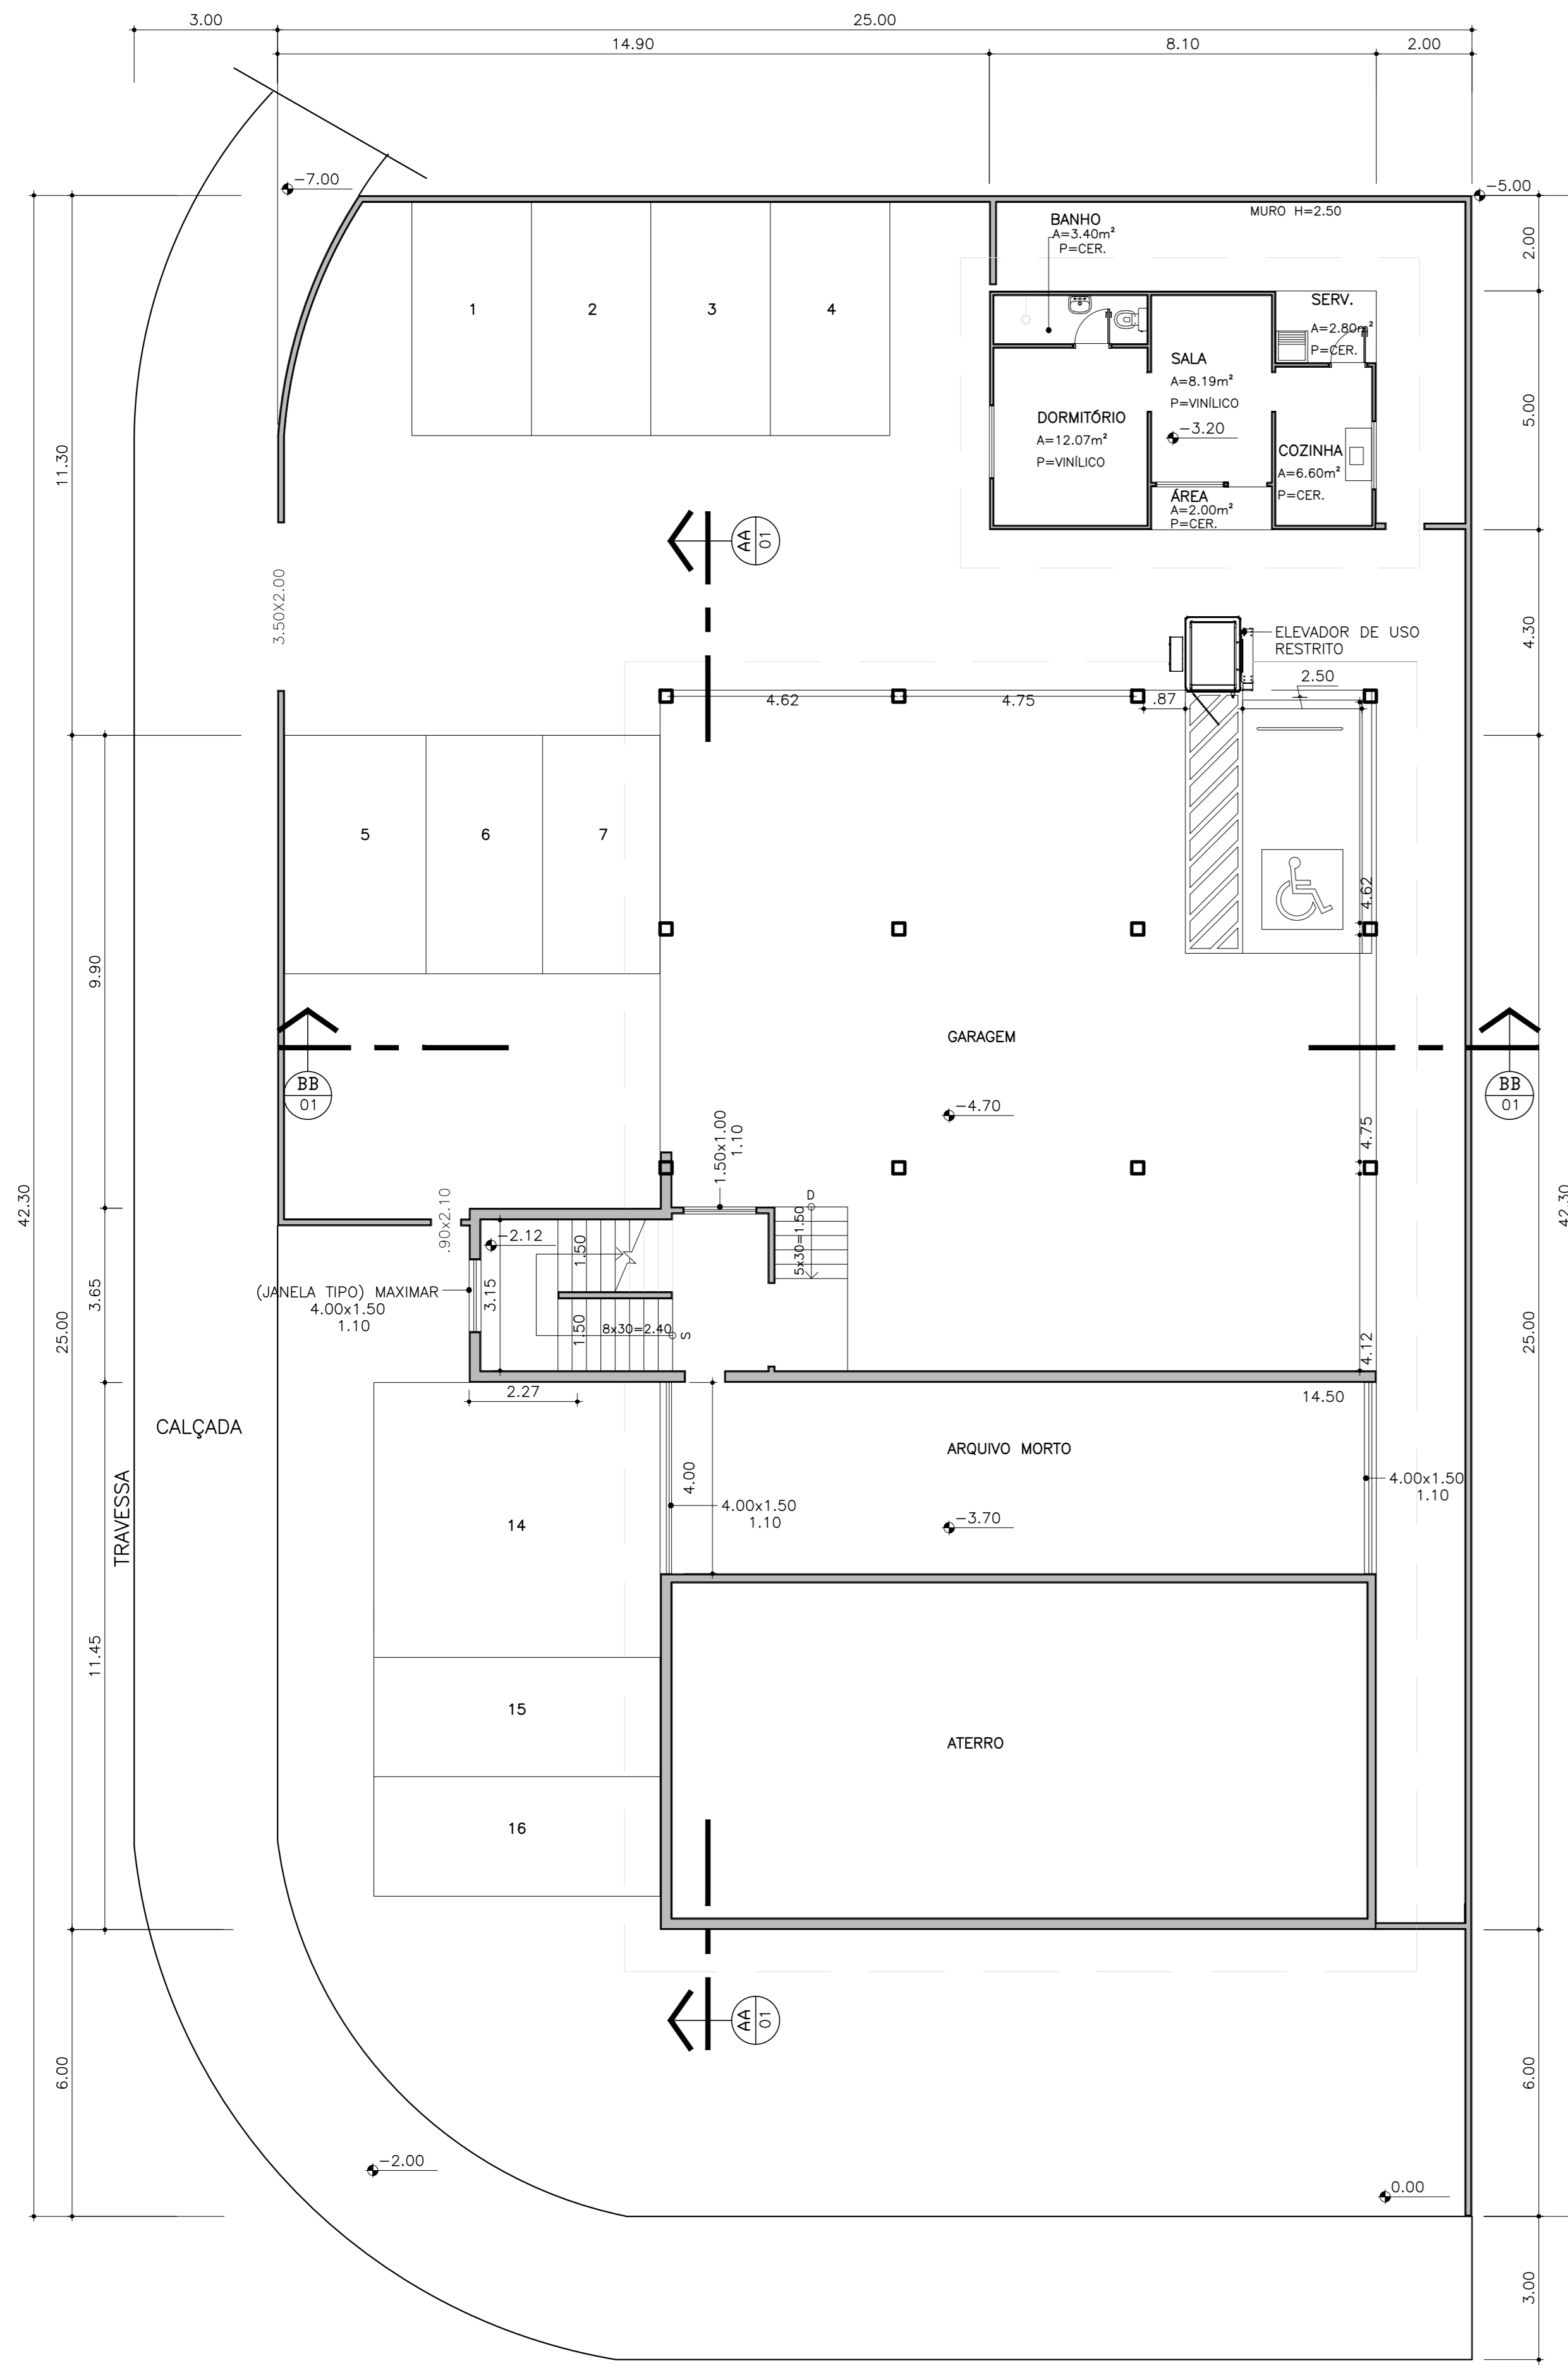 3.00
25.00
14.90
8.10
2.00
-7.00
-5.00
MURO H=2.50
BANHO
A=3.40m²
P=CER.
2.00
SERV.
A=2.80m²
P=CER.
1
2
3
4
SALA
A=8.19m²
P=VINÍLICO
-3.20
DORMITÓRIO
A=12.07m²
P=VINÍLICO
COZINHA
A=6.60m²
P=CER.
ÁREA
A=2.00m²
P=CER.
5.00
11.30
AA
01
3.50X2.00
ELEVADOR DE USO
RESTRITO
4.30
4.62
4.75
.87
2.50
5
6
7
4.62
9.90
GARAGEM
BB
01
BB
01
-4.70
1.50x1.00
1.10
4.75
42.30
42.30
D
5x30=1.50
.90x2.10
-2.12
1.50
(JANELA TIPO) MAXIMAR
4.00x1.50
1.10
3.15
3.65
1.50
8x30=2.40
S
25.00
25.00
4.12
2.27
14.50
CALÇADA
ARQUIVO MORTO
4.00
4.00x1.50
1.10
4.00x1.50
1.10
TRAVESSA
14
-3.70
11.45
15
ATERRO
16
AA
01
6.00
6.00
-2.00
0.00
3.00